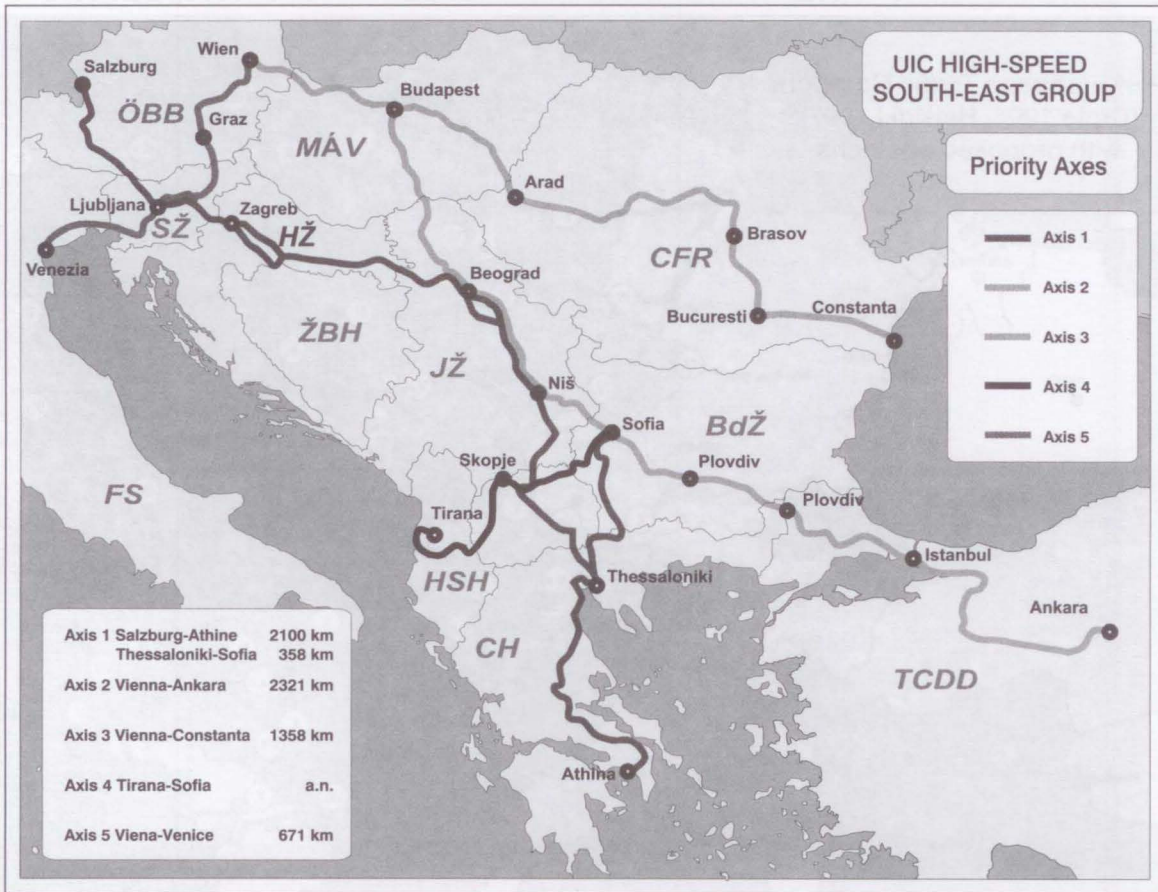 UIC HIGH-SPEED
SOUTH-EAST GROUP
Priority Axes
Axis 1
Axis 2
Axis 3
Axis 4
Axis 5
Wien
Salzburg
ÖBB
Graz
Budapest
MÁV
Arad
Ljubljana
SŽ
Zagreb
HŽ
Venezia
Brasov
CFR
Beograd
Bucuresti
Constanta
ŽBH
JŽ
Niš
Sofia
BdŽ
Skopje
Plovdiv
FS
Tirana
Plovdiv
Istanbul
HSH
Thessaloniki
Ankara
CH
TCDD
Athina
Axis 1 Salzburg-Athine 2100 km
Thessaloniki-Sofia 358 km
Axis 2 Vienna-Ankara 2321 km
Axis 3 Vienna-Constanta 1358 km
Axis 4 Tirana-Sofia a.n.
Axis 5 Viena-Venice 671 km